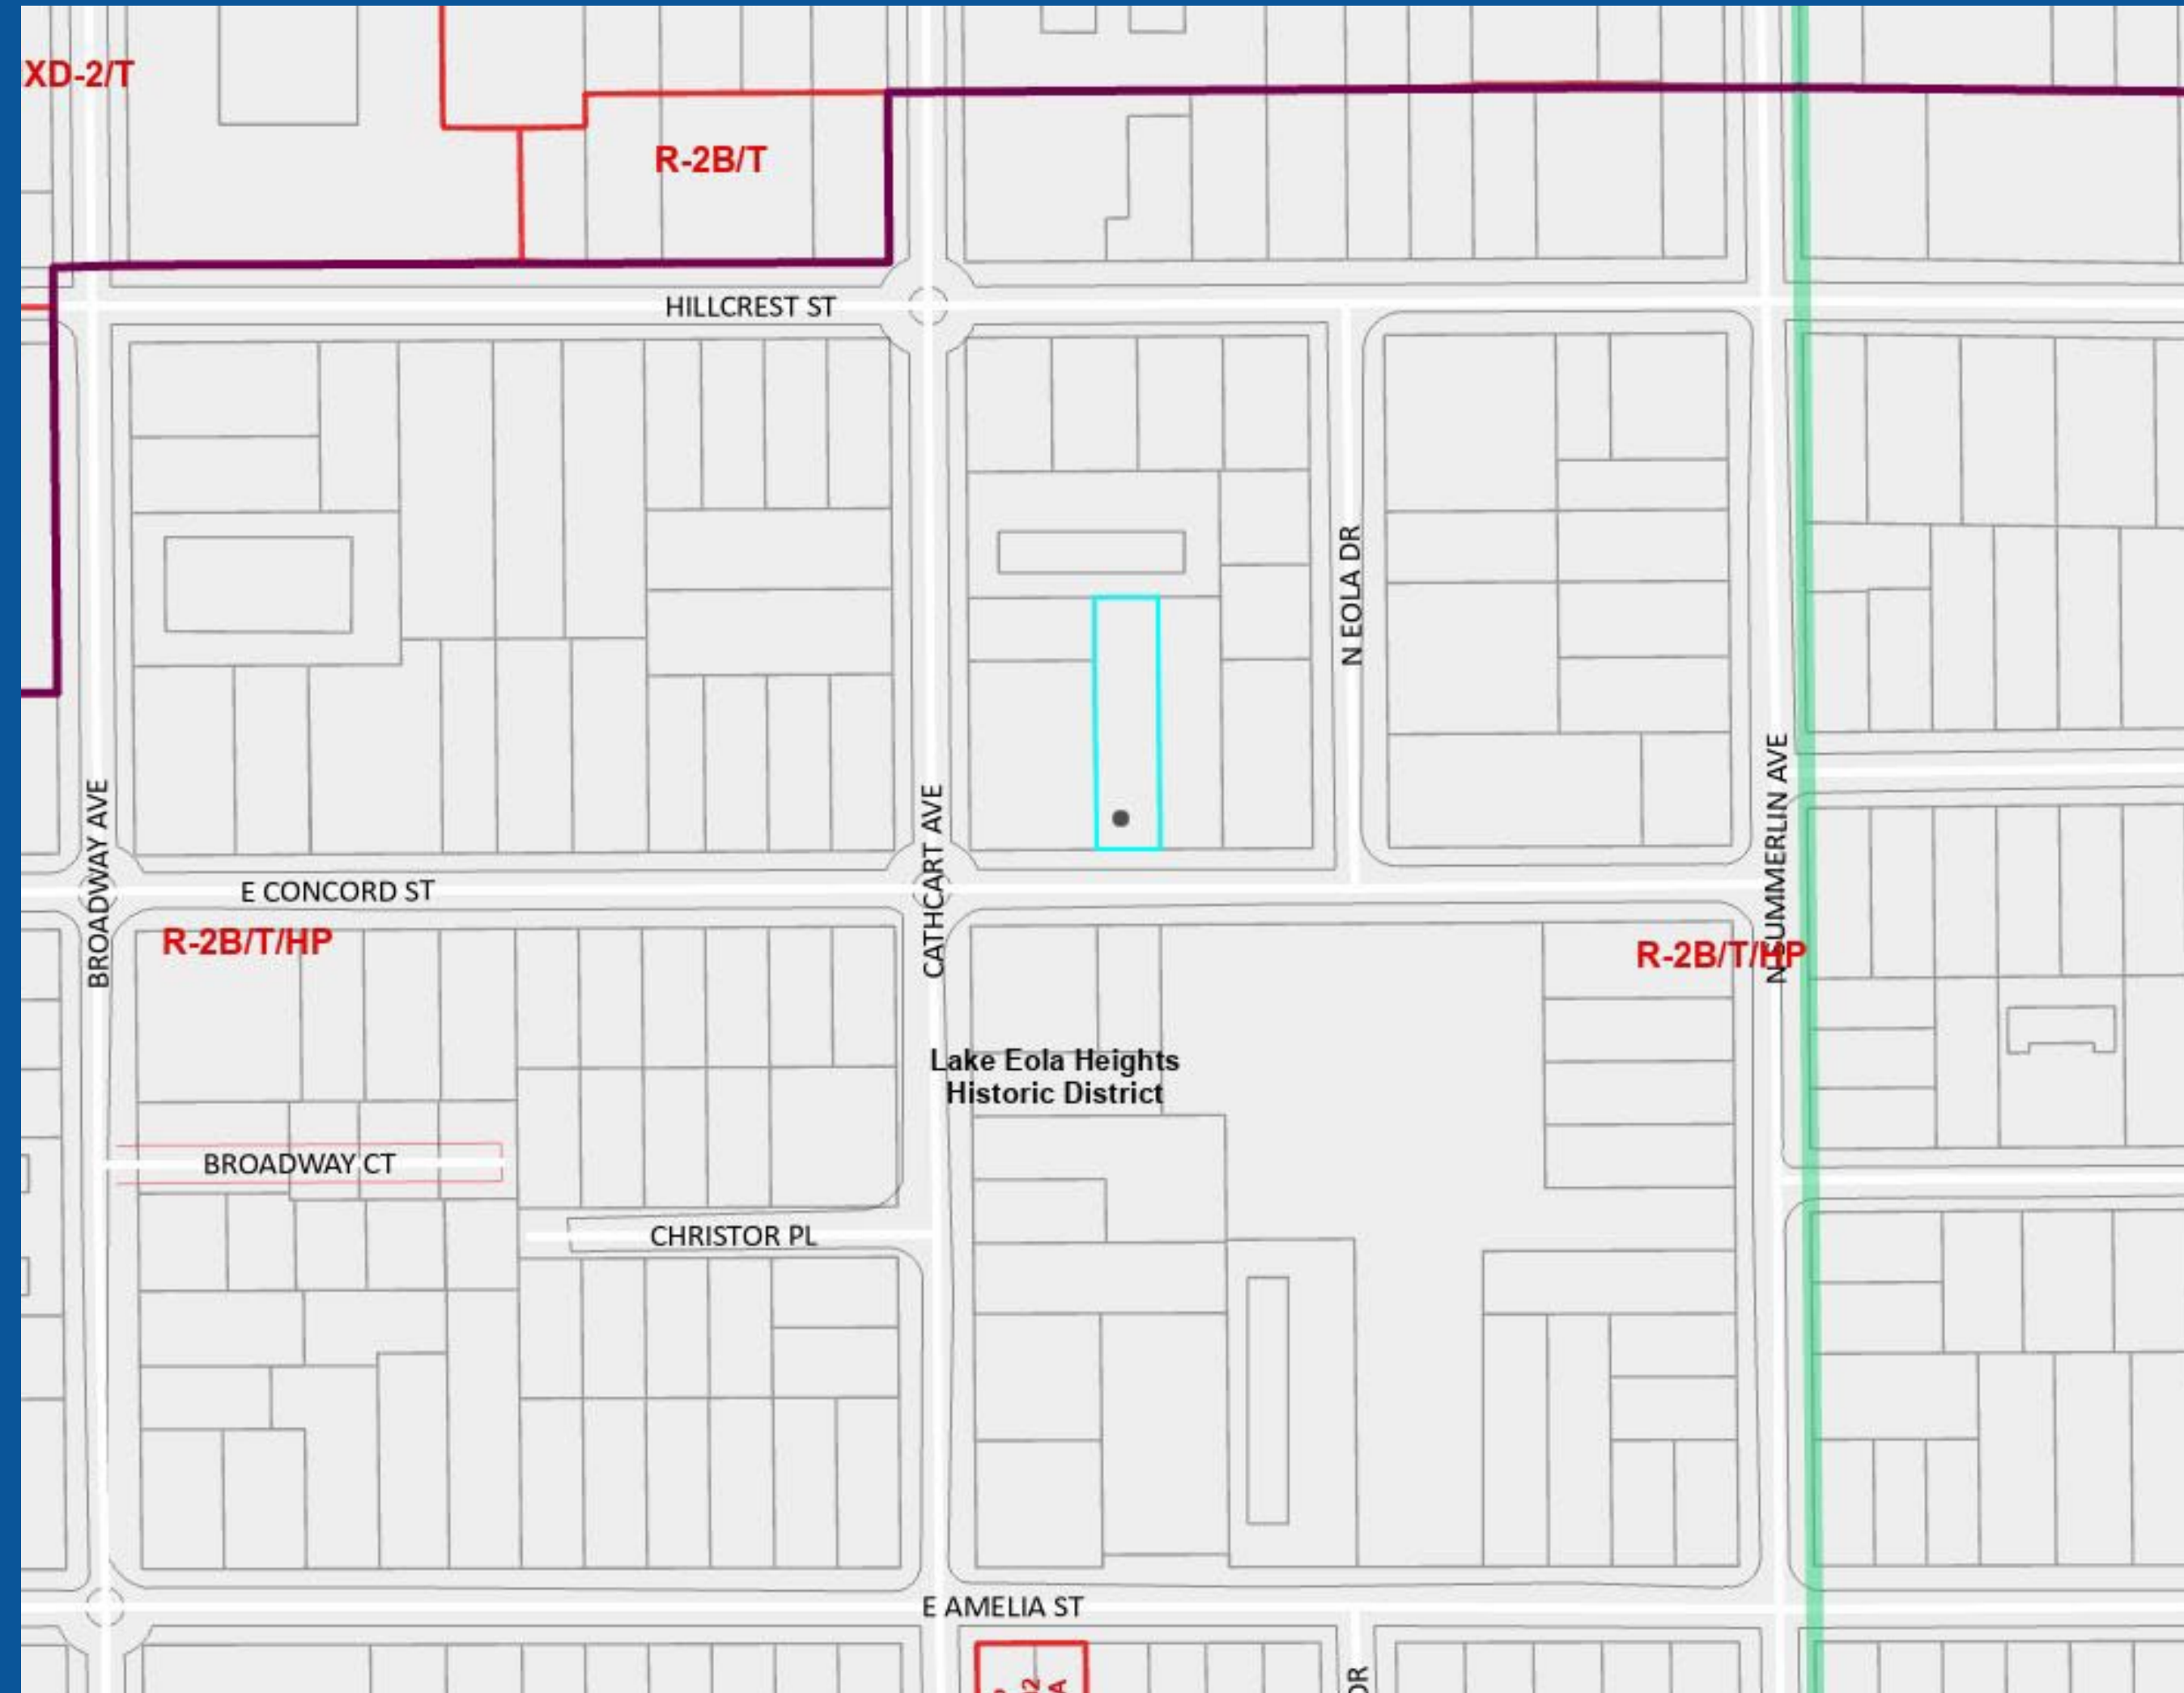 XD-2/T
R-2B/T
HILLCREST ST
N EOLA DR
BROADWAY AVE
CATHCART AVE
N SUMMERLIN AVE
E CONCORD ST
R-2B/T/HP
R-2B/T/HP
Lake Eola Heights
Historic District
BROADWAY CT
CHRISTOR PL
E AMELIA ST
DR